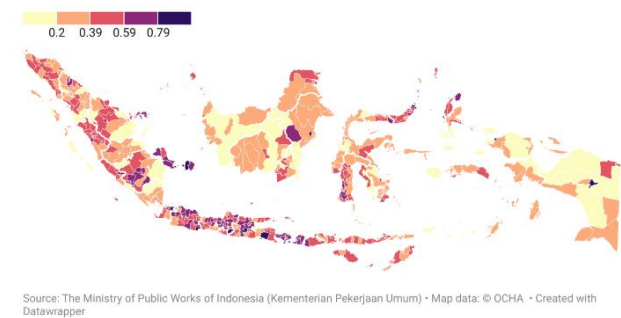 0.2 0.39 0.59 0.79
Source: The Ministry of Public Works of Indonesia (Kementerian Pekerjaan Umum) • Map data: © OCHA • Created with
Datawrapper